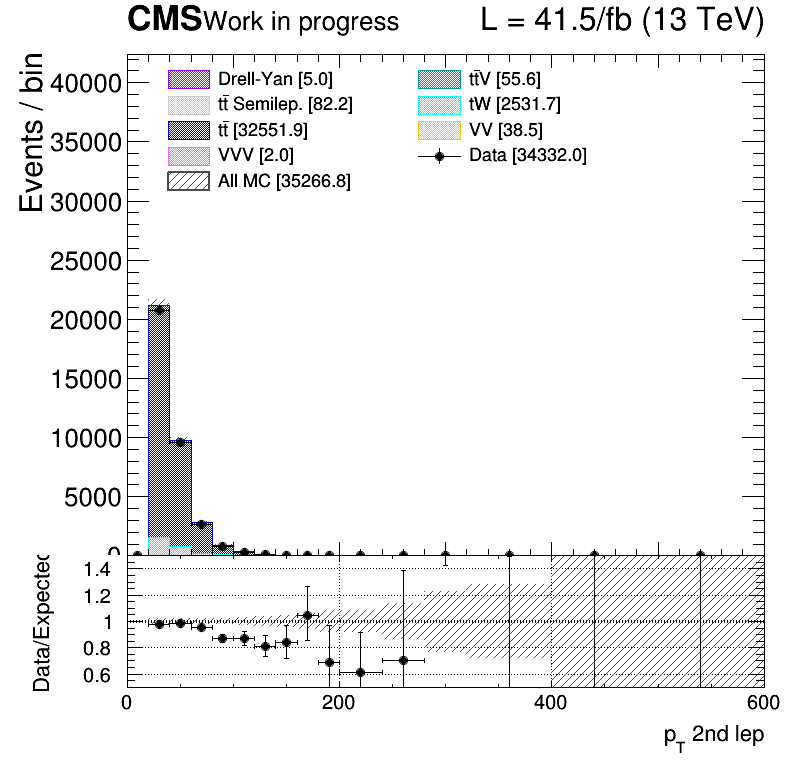 CMS Work in progress L = 41.5/fb (13 TeV)
Events / bin
40000
35000
30000
25000
20000
15000
10000
5000
0
Drell-Yan [5.0]
tt̄ Semilep. [82.2]
tt̄ [32551.9]
VVV [2.0]
All MC [35266.8]
tt̄V [55.6]
tW [2531.7]
VV [38.5]
Data [34332.0]
Data/Expected
1.4
1.2
1
0.8
0.6
0 200 400 600
p_T 2nd lep